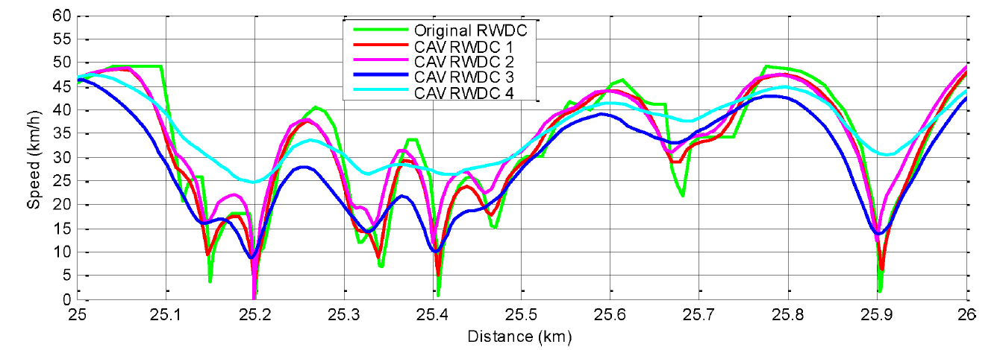 60
55
50
45
40
35
30
25
20
15
10
5
0
Speed (km/h)
Original RWDC
CAV RWDC 1
CAV RWDC 2
CAV RWDC 3
CAV RWDC 4
25 25.1 25.2 25.3 25.4 25.5 25.6 25.7 25.8 25.9 26
Distance (km)